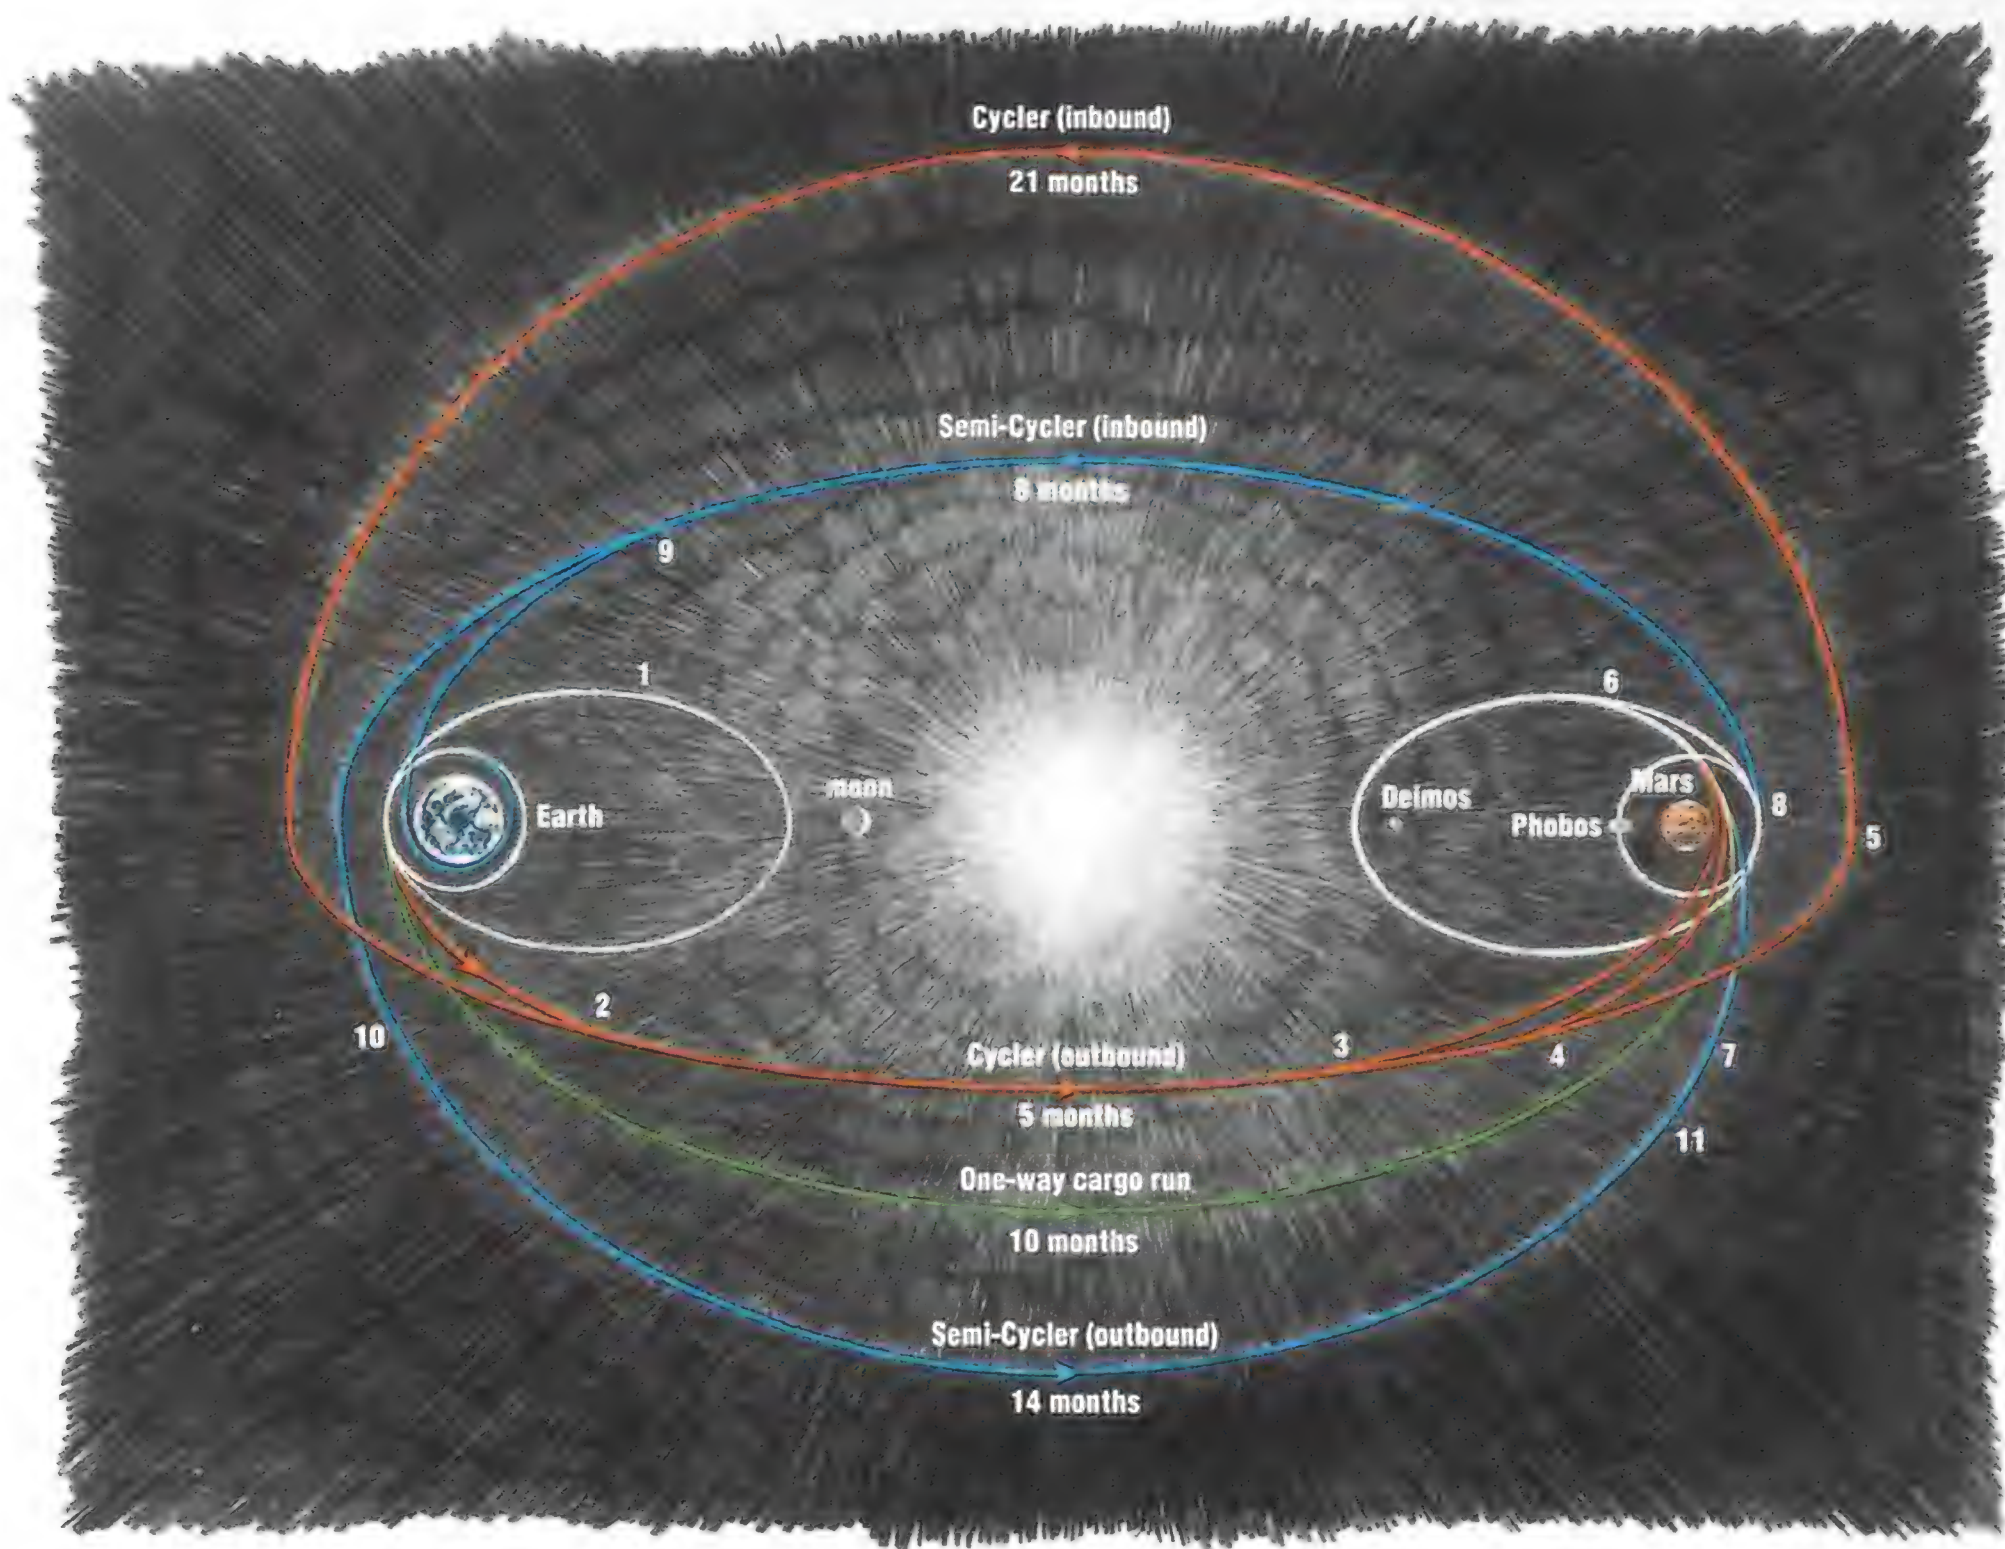 Cycler (inbound)
21 months
Semi-Cycler (inbound)
8 months
9
1
6
moon
Earth
Deimos
Mars
Phobos
8
5
2
10
Cycler (outbound)
3
4
7
5 months
11
One-way cargo run
10 months
Semi-Cycler (outbound)
14 months